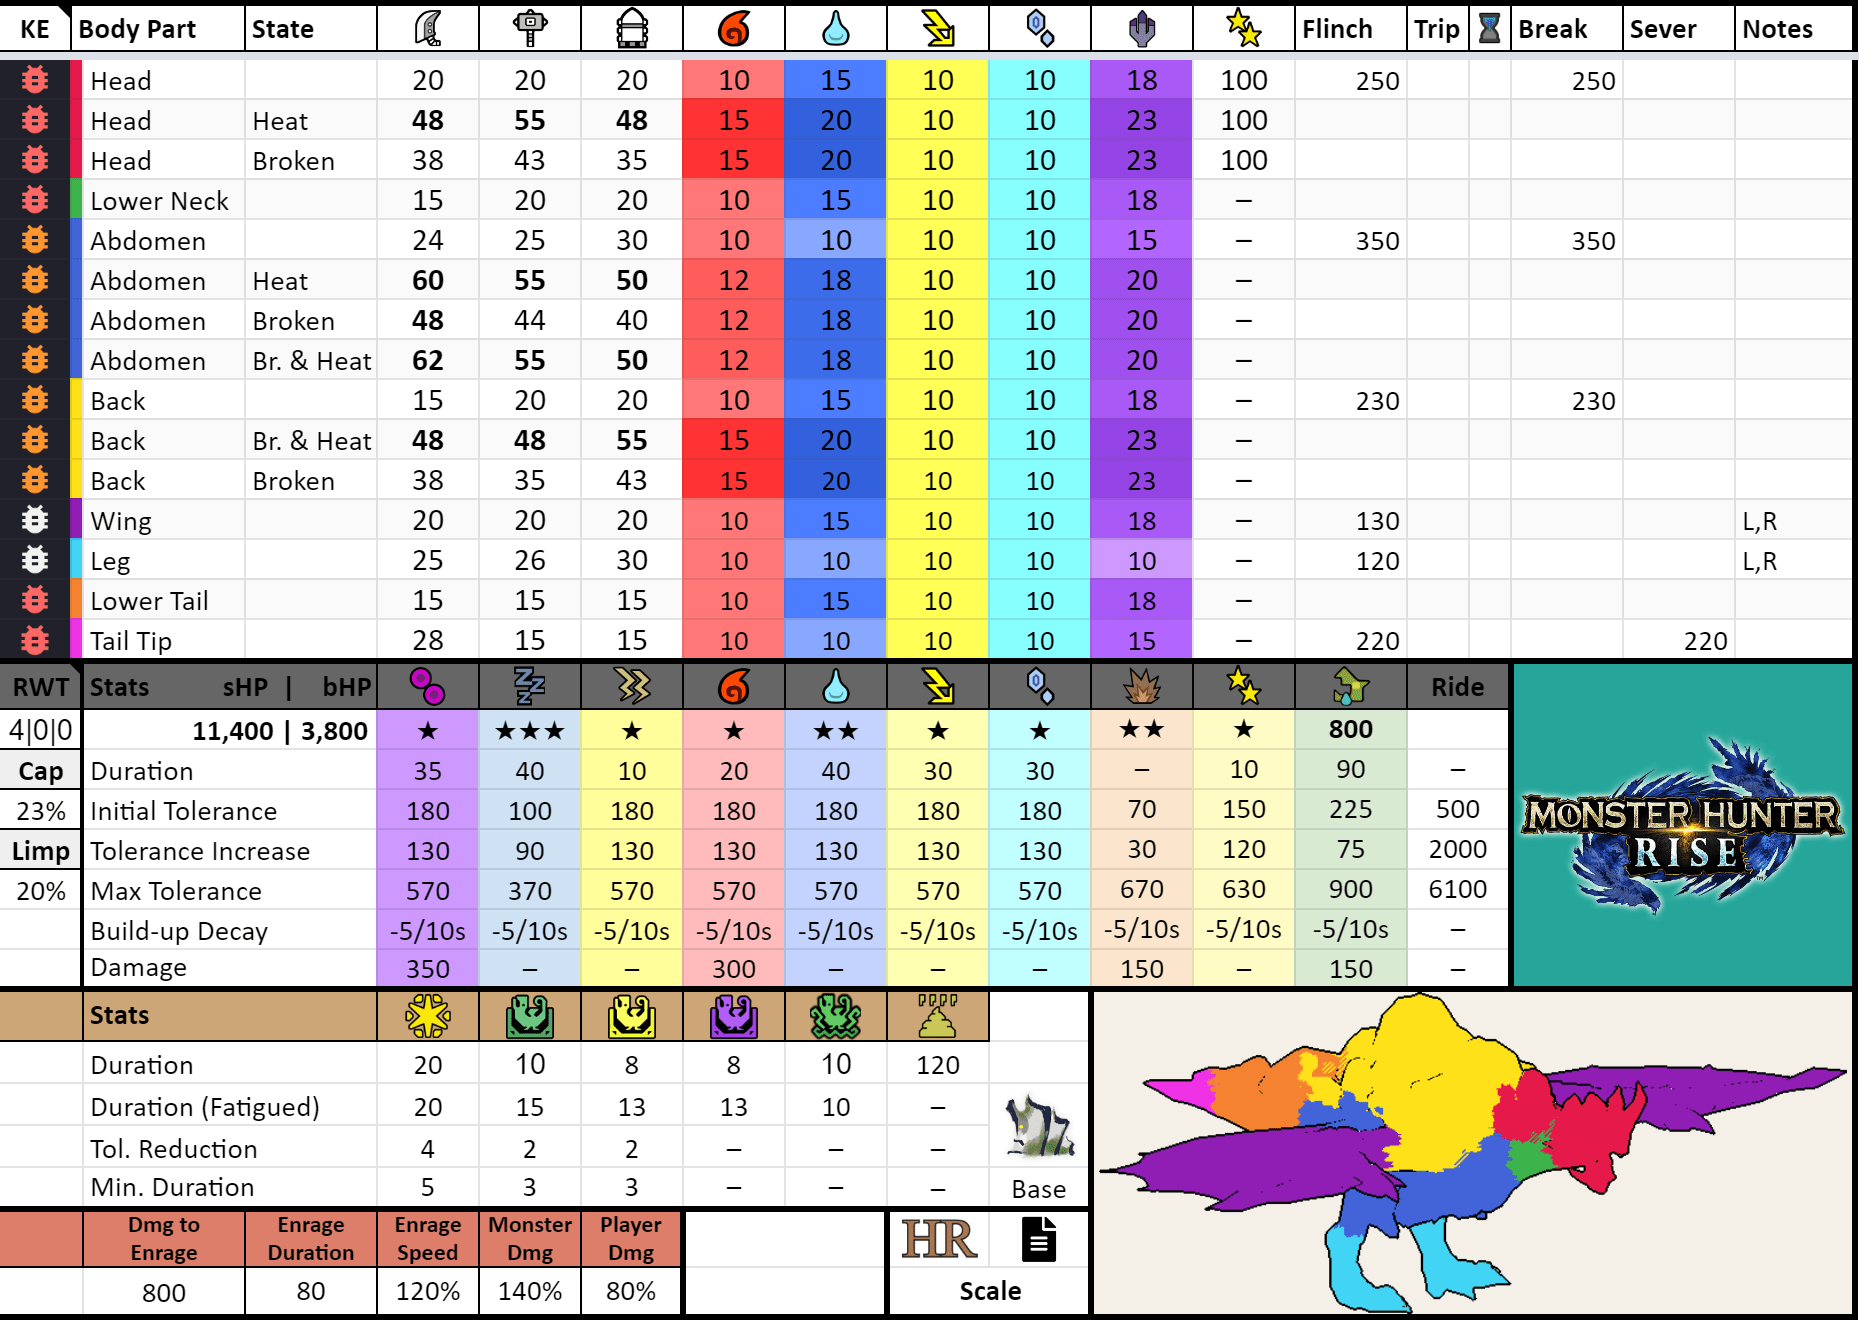 KE Body Part State Flinch Trip Break Sever Notes
Head 20 20 20 10 15 10 10 18 100 250 250
Head Heat 48 55 48 15 20 10 10 23 100
Head Broken 38 43 35 15 20 10 10 23 100
Lower Neck 15 20 20 10 15 10 10 18 –
Abdomen 24 25 30 10 10 10 10 15 – 350 350
Abdomen Heat 60 55 50 12 18 10 10 20 –
Abdomen Broken 48 44 40 12 18 10 10 20 –
Abdomen Br. & Heat 62 55 50 12 18 10 10 20 –
Back 15 20 20 10 15 10 10 18 – 230 230
Back Br. & Heat 48 48 55 15 20 10 10 23 –
Back Broken 38 35 43 15 20 10 10 23 –
Wing 20 20 20 10 15 10 10 18 – 130 L,R
Leg 25 26 30 10 10 10 10 10 – 120 L,R
Lower Tail 15 15 15 10 15 10 10 18 –
Tail Tip 28 15 15 10 10 10 10 15 – 220 220
RWT Stats sHP | bHP Ride
4|0|0 11,400 | 3,800 ★ ★★★ ★ ★ ★★ ★ ★ ★★ ★ 800
Cap Duration 35 40 10 20 40 30 30 – 10 90 –
23% Initial Tolerance 180 100 180 180 180 180 180 70 150 225 500
Limp Tolerance Increase 130 90 130 130 130 130 130 30 120 75 2000
20% Max Tolerance 570 370 570 570 570 570 570 670 630 900 6100
Build-up Decay -5/10s -5/10s -5/10s -5/10s -5/10s -5/10s -5/10s -5/10s -5/10s -5/10s –
Damage 350 – – 300 – – – 150 – 150 –
MONSTER HUNTER
RISE
Stats
Duration 20 10 8 8 10 120
Duration (Fatigued) 20 15 13 13 10 –
Tol. Reduction 4 2 2 – – –
Min. Duration 5 3 3 – – –
Base
Dmg to Enrage Enrage Duration Enrage Speed Monster Dmg Player Dmg
HR
800 80 120% 140% 80%
Scale